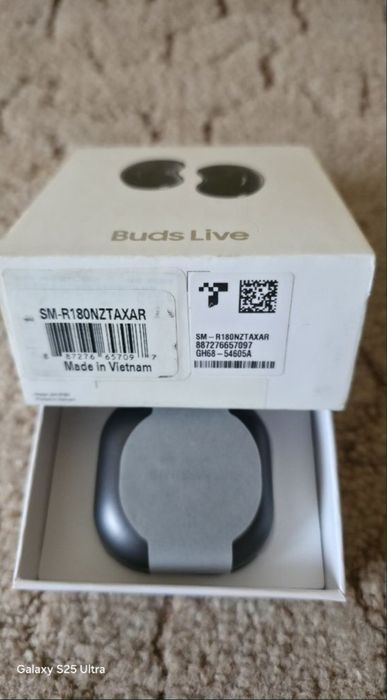 Buds Live
SM-R180NZTAXAR
8 87276 65709 7
Made in Vietnam
SM-R180NZTAXAR
887276657097
GH68-54605A
Galaxy S25 Ultra